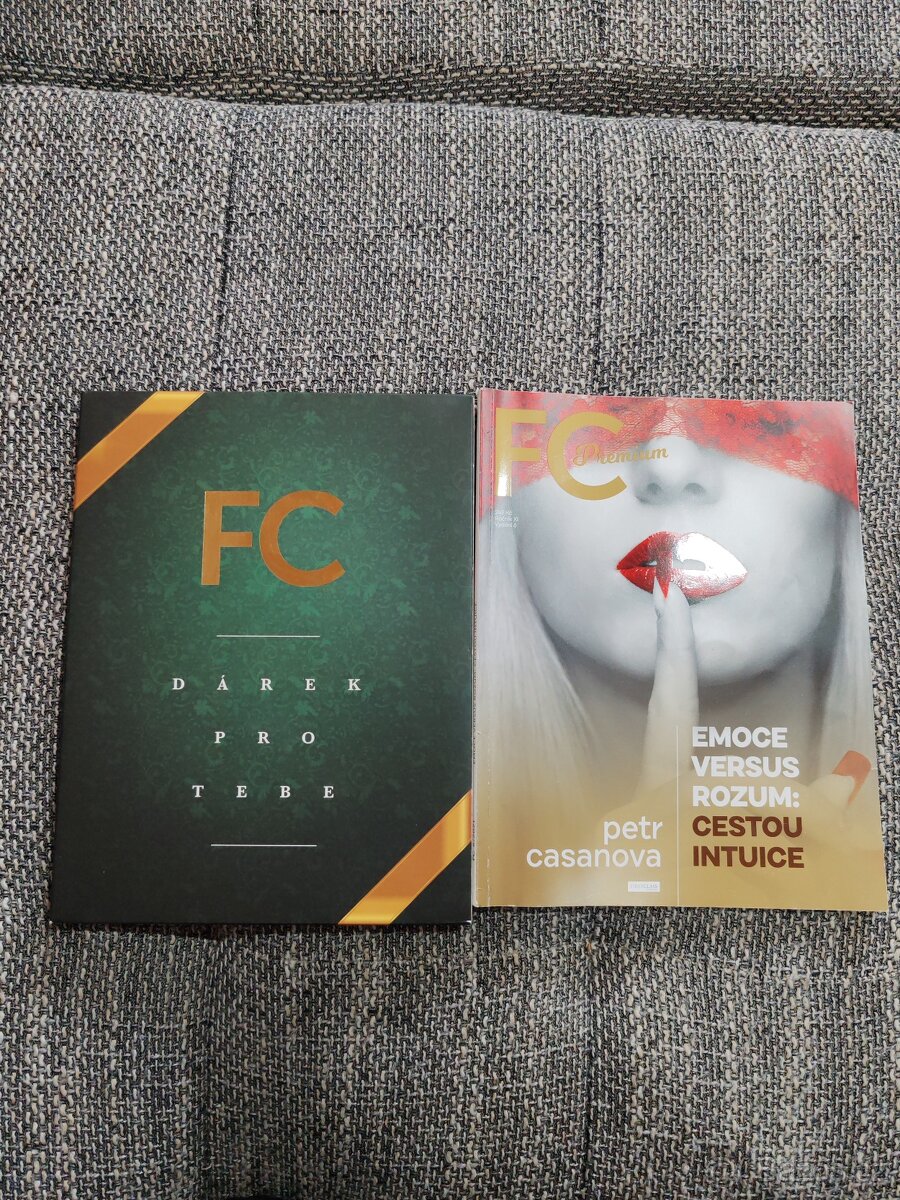 FC
DÁREK
PRO
TEBE
FC
Premium
petr
casanova
EMOCE
VERSUS
ROZUM:
CESTOU
INTUICE